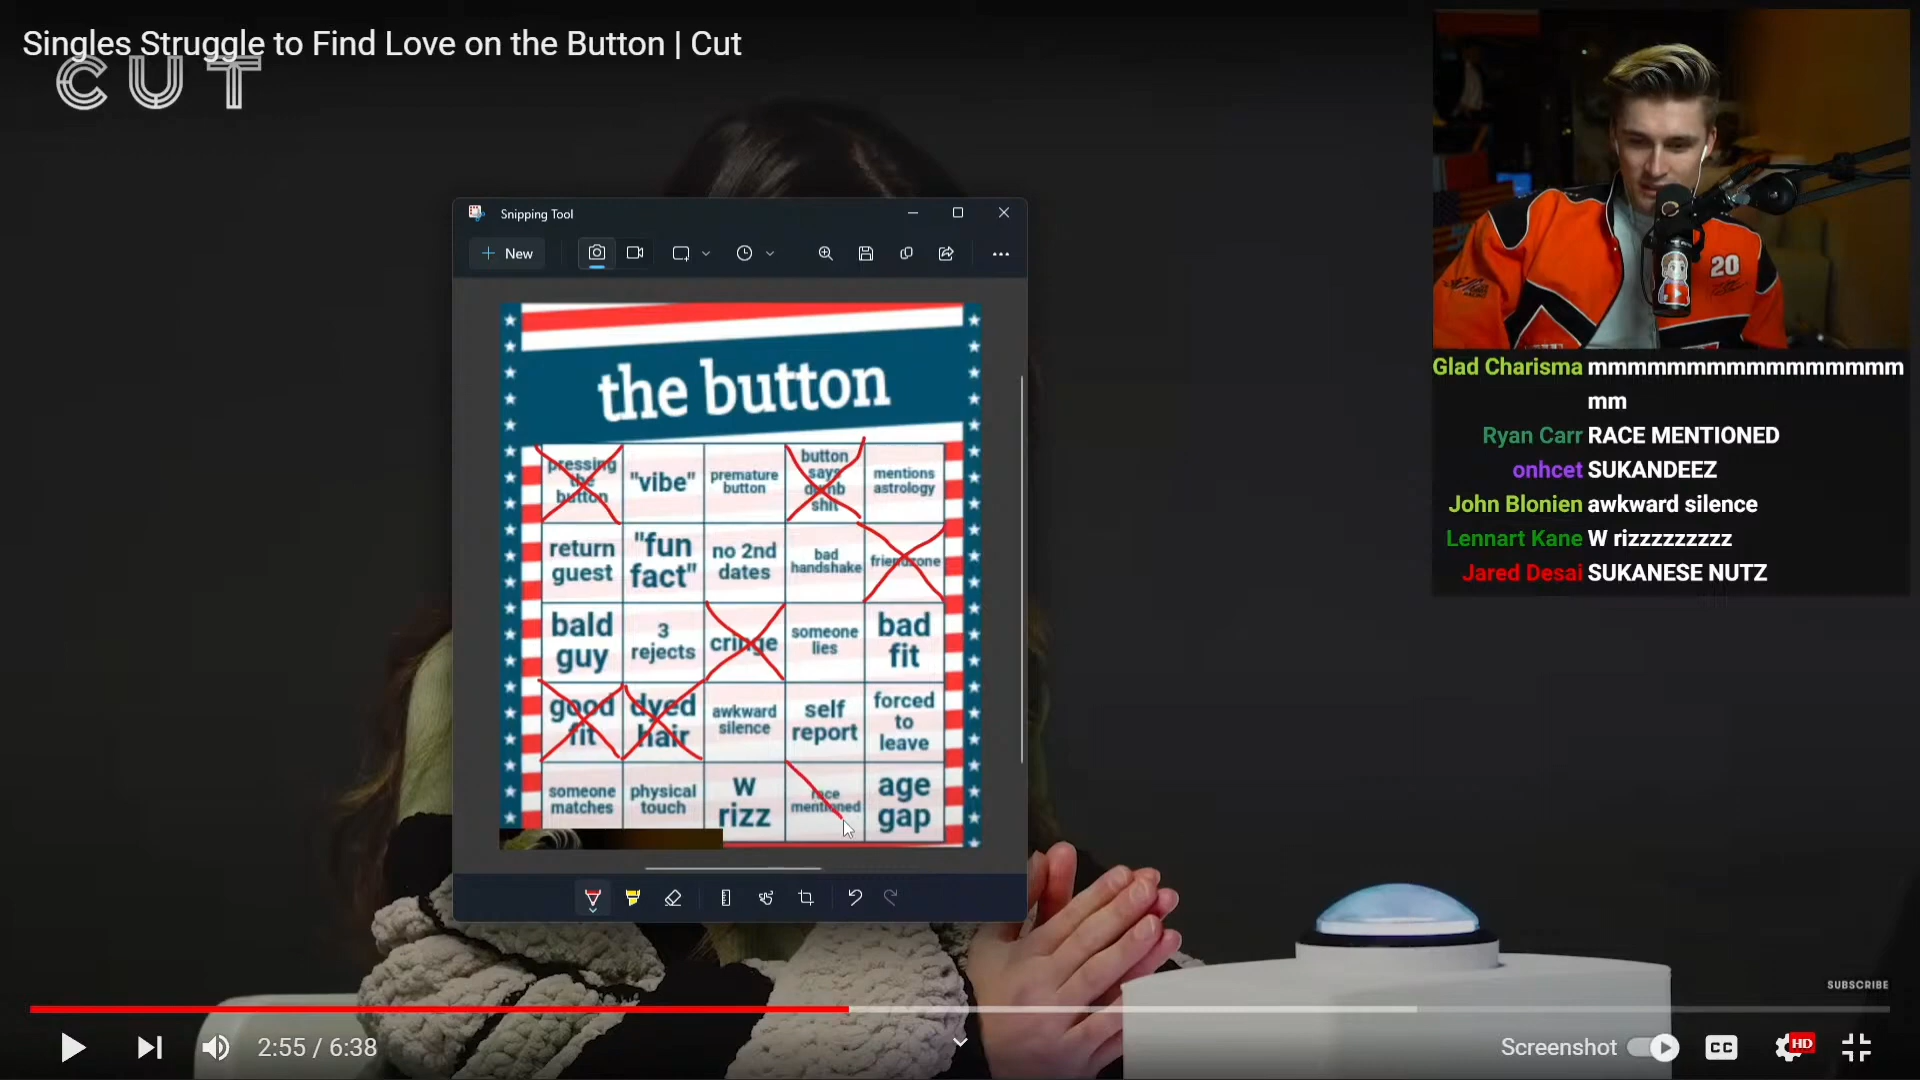 Singles Struggle to Find Love on the Button | Cut
CUT
Snipping Tool
New
the button
pressing
the
button
"vibe"
premature
button
button
says
dumb
shit
mentions
astrology
return
guest
"fun
fact"
no 2nd
dates
bad
handshake
friendzone
bald
guy
3
rejects
cringe
someone
lies
bad
fit
good
fit
dyed
hair
awkward
silence
self
report
forced
to
leave
someone
matches
physical
touch
W
rizz
race
mentioned
age
gap
20
Glad Charisma mmmmmmmmmmmmmmmm
mm
Ryan Carr RACE MENTIONED
onhcet SUKANDEEZ
John Blonien awkward silence
Lennart Kane W rizzzzzzzzz
Jared Desai SUKANESE NUTZ
SUBSCRIBE
2:55 / 6:38
Screenshot
CC
HD